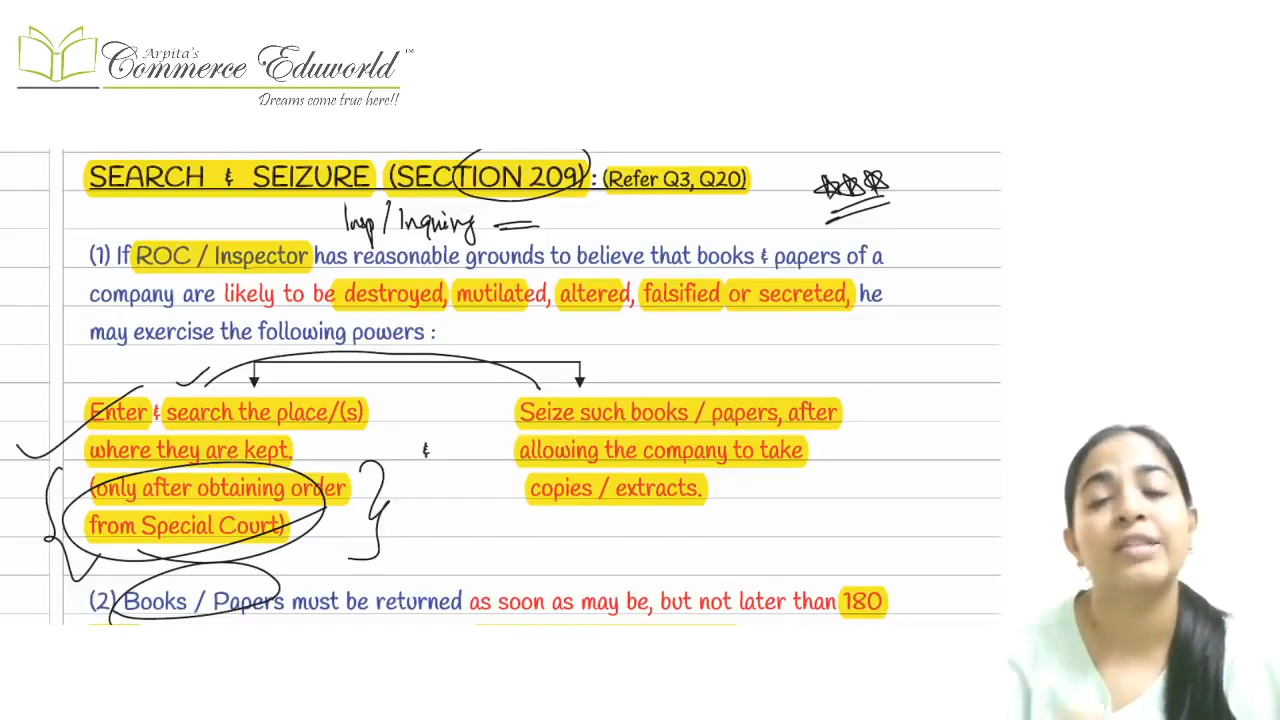 Arpita's
Commerce Eduworld™
Dreams come true here!!
SEARCH & SEIZURE (SECTION 209) : (Refer Q3, Q20)
Insp / Inquiry
(1) If ROC / Inspector has reasonable grounds to believe that books & papers of a
company are likely to be destroyed, mutilated, altered, falsified or secreted, he
may exercise the following powers :
Enter & search the place/(s)
where they are kept.
(only after obtaining order
from Special Court)
&
Seize such books / papers, after
allowing the company to take
copies / extracts.
(2) Books / Papers must be returned as soon as may be, but not later than 180